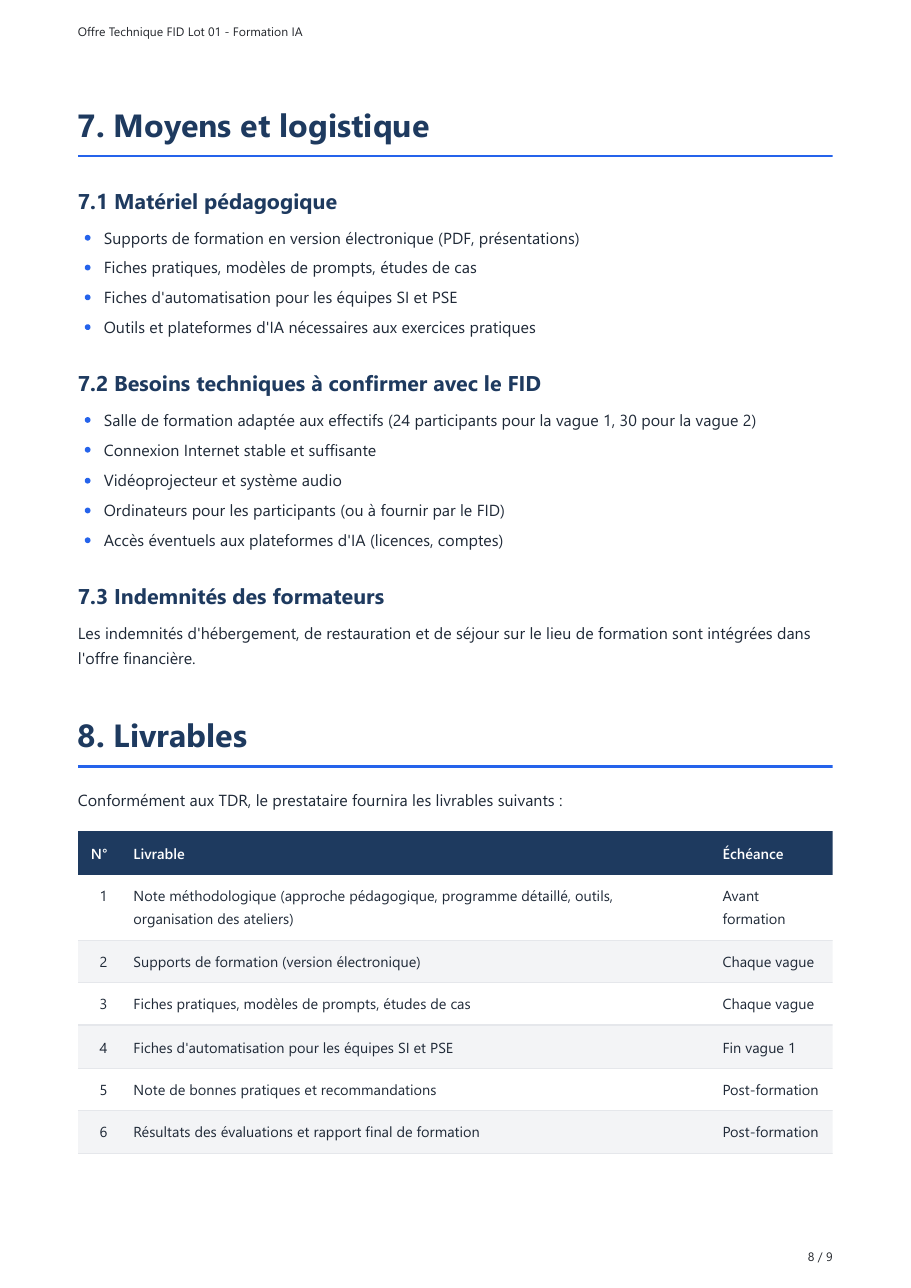 Offre Technique FID Lot 01 - Formation IA
7. Moyens et logistique
7.1 Matériel pédagogique
• Supports de formation en version électronique (PDF, présentations)
• Fiches pratiques, modèles de prompts, études de cas
• Fiches d'automatisation pour les équipes SI et PSE
• Outils et plateformes d'IA nécessaires aux exercices pratiques
7.2 Besoins techniques à confirmer avec le FID
• Salle de formation adaptée aux effectifs (24 participants pour la vague 1, 30 pour la vague 2)
• Connexion Internet stable et suffisante
• Vidéoprojecteur et système audio
• Ordinateurs pour les participants (ou à fournir par le FID)
• Accès éventuels aux plateformes d'IA (licences, comptes)
7.3 Indemnités des formateurs
Les indemnités d'hébergement, de restauration et de séjour sur le lieu de formation sont intégrées dans
l'offre financière.
8. Livrables
Conformément aux TDR, le prestataire fournira les livrables suivants :
N° Livrable Échéance
1 Note méthodologique (approche pédagogique, programme détaillé, outils, Avant
organisation des ateliers) formation
2 Supports de formation (version électronique) Chaque vague
3 Fiches pratiques, modèles de prompts, études de cas Chaque vague
4 Fiches d'automatisation pour les équipes SI et PSE Fin vague 1
5 Note de bonnes pratiques et recommandations Post-formation
6 Résultats des évaluations et rapport final de formation Post-formation
8 / 9